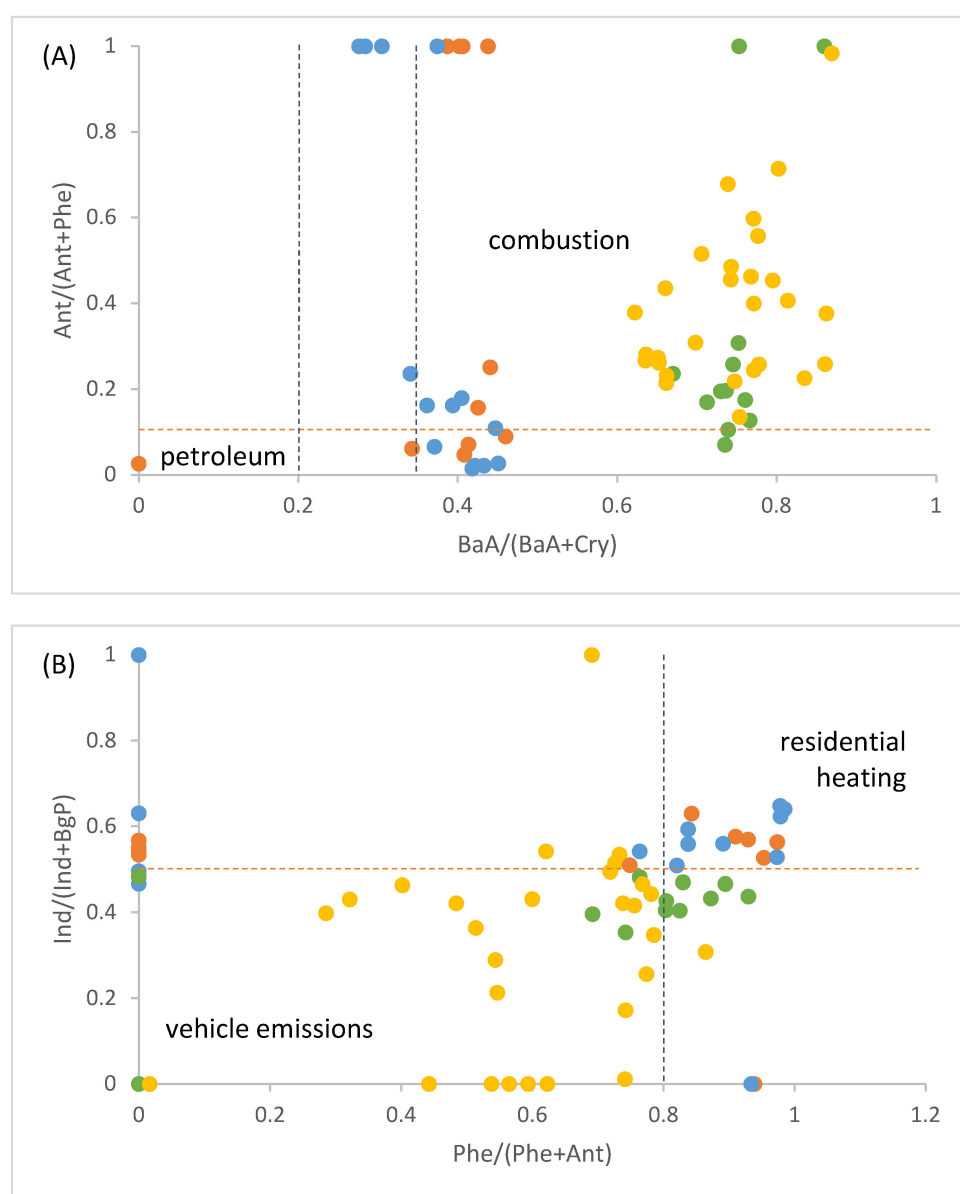 (A)
1
0.8
0.6
0.4
0.2
0
Ant/(Ant+Phe)
combustion
petroleum
0 0.2 0.4 0.6 0.8 1
BaA/(BaA+Cry)
(B)
1
0.8
0.6
0.4
0.2
0
Ind/(Ind+BgP)
residential
heating
vehicle emissions
0 0.2 0.4 0.6 0.8 1 1.2
Phe/(Phe+Ant)